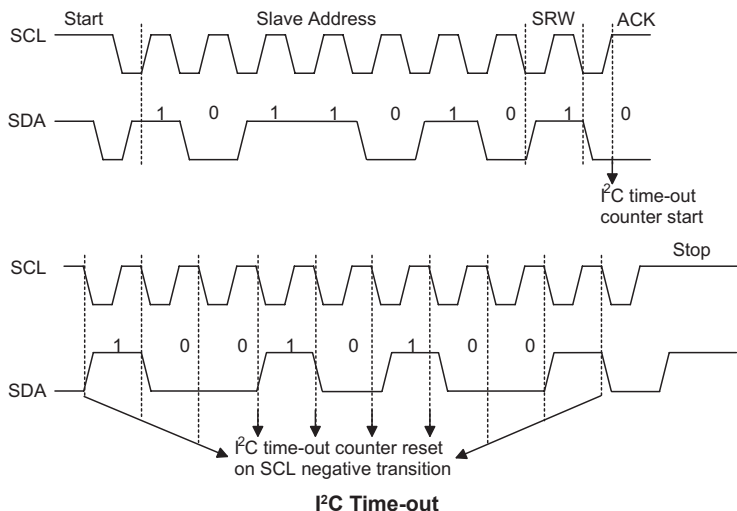 Start Slave Address SRW ACK
SCL
1 0 1 1 0 1 0 1 0
SDA
I²C time-out
counter start
SCL Stop
1 0 0 1 0 1 0 0
SDA
I²C time-out counter reset
on SCL negative transition
I²C Time-out